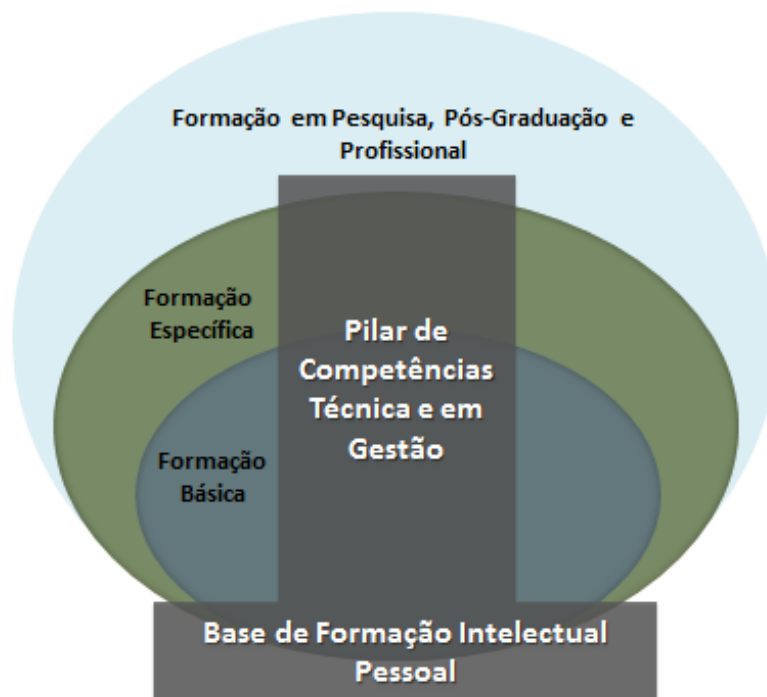 Formação em Pesquisa, Pós-Graduação e
Profissional
Formação
Específica
Pilar de
Competências
Técnica e em
Gestão
Formação
Básica
Base de Formação Intelectual
Pessoal